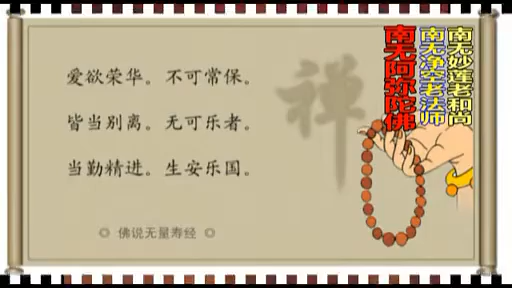 爱欲荣华。不可常保。
皆当别离。无可乐者。
当勤精进。生安乐国。
◎ 佛说无量寿经 ◎
禅
南无妙莲老和尚
南无净空老法师
南无阿弥陀佛